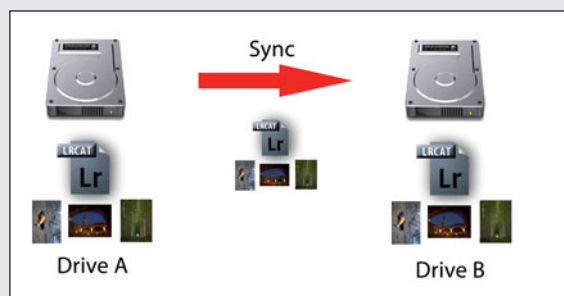 Sync
LRCAT
Lr
LRCAT
Lr
LRCAT
Lr
Drive A
Drive B